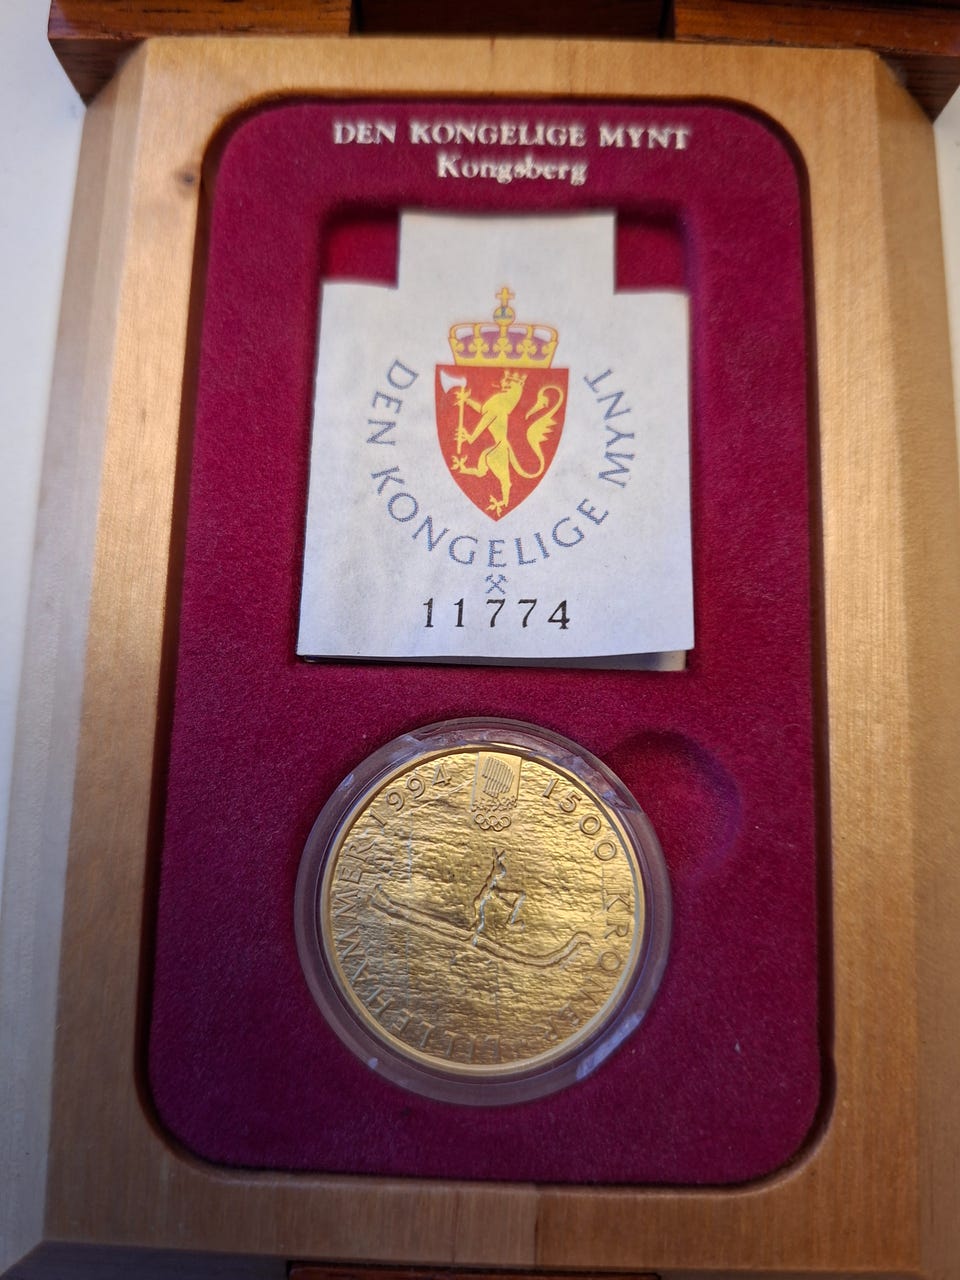 DEN KONGELIGE MYNT
Kongsberg
DEN KONGELIGE MYNT
11774
LILLEHAMMER 1994
1500 KRONER